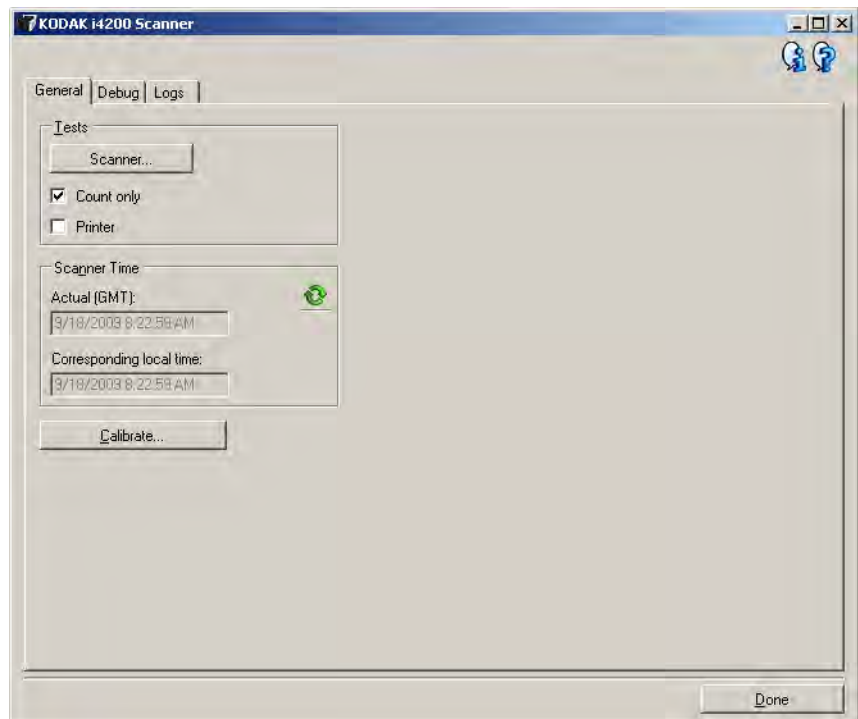 KODAK i4200 Scanner
General Debug Logs
Tests
Scanner...
Count only
Printer
Scanner Time
Actual (GMT):
9/18/2009 8:22:59 AM
Corresponding local time:
9/18/2009 8:22:59 AM
Calibrate...
Done